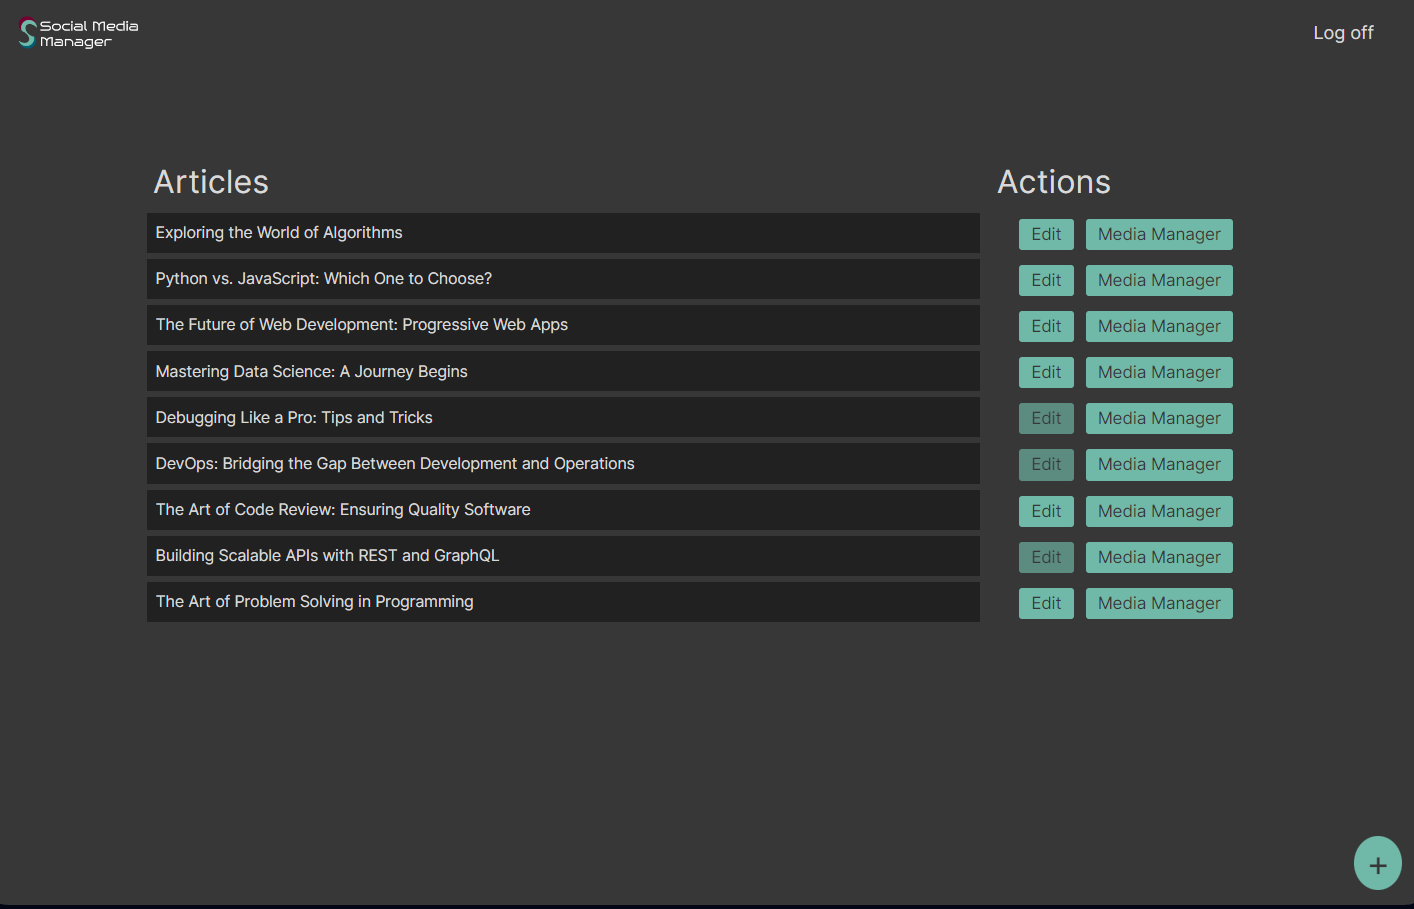 Social Media
Manager
Log off
Articles
Actions
Exploring the World of Algorithms
Edit
Media Manager
Python vs. JavaScript: Which One to Choose?
Edit
Media Manager
The Future of Web Development: Progressive Web Apps
Edit
Media Manager
Mastering Data Science: A Journey Begins
Edit
Media Manager
Debugging Like a Pro: Tips and Tricks
Edit
Media Manager
DevOps: Bridging the Gap Between Development and Operations
Edit
Media Manager
The Art of Code Review: Ensuring Quality Software
Edit
Media Manager
Building Scalable APIs with REST and GraphQL
Edit
Media Manager
The Art of Problem Solving in Programming
Edit
Media Manager
+